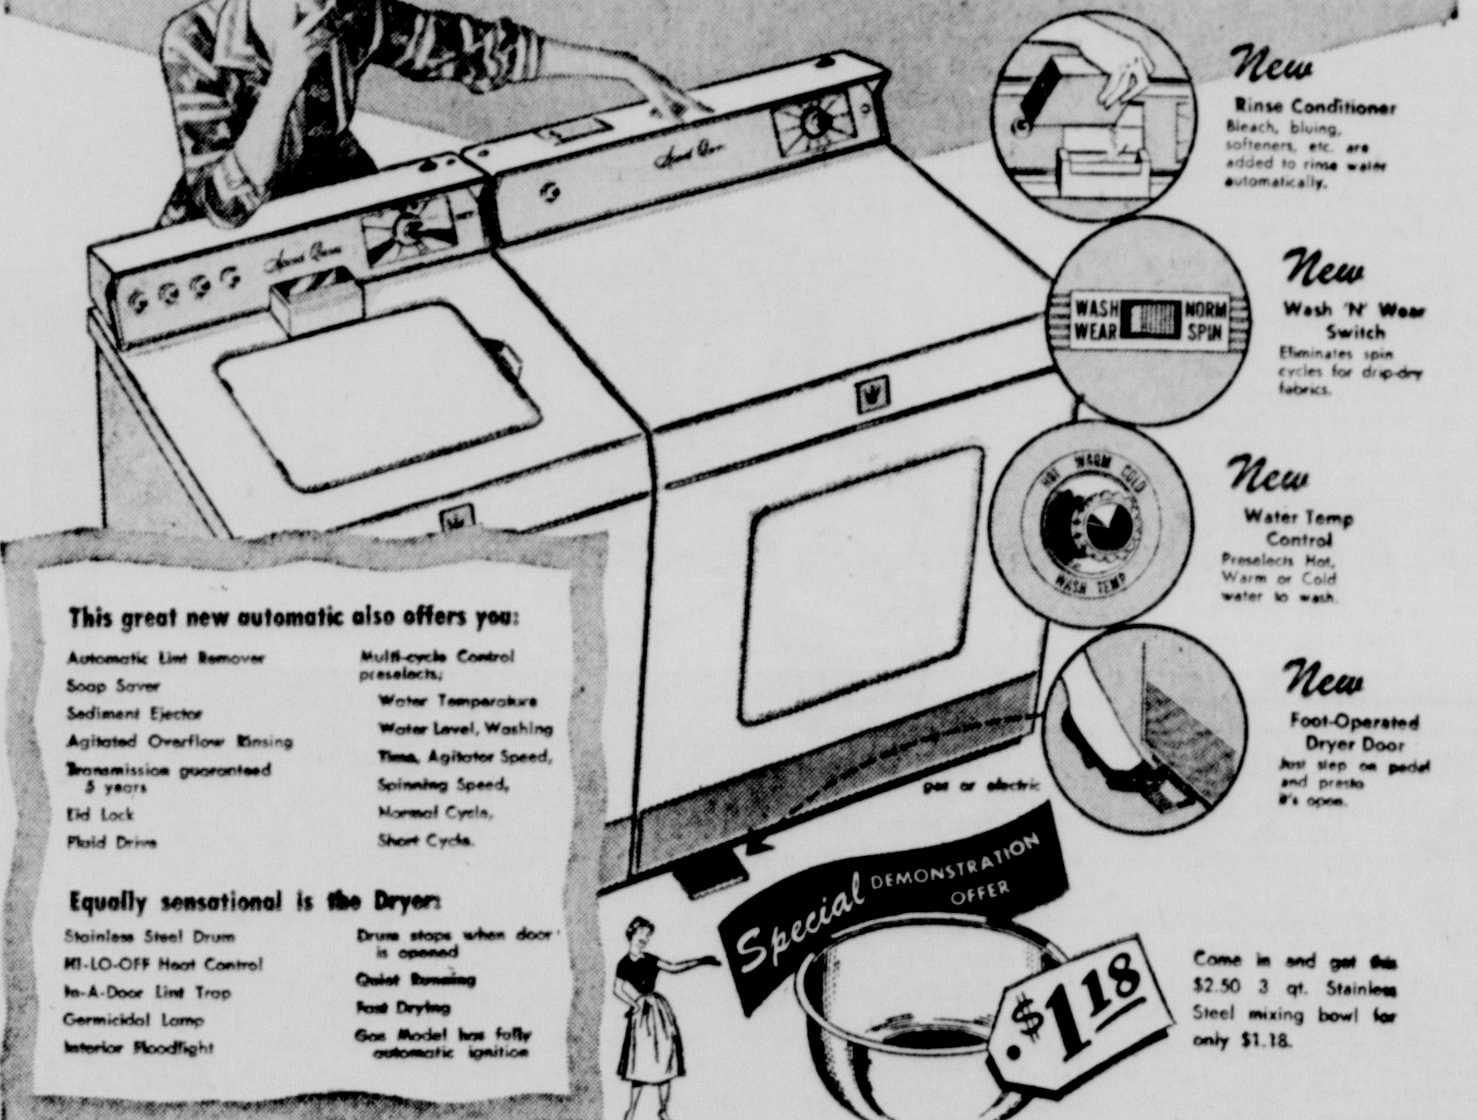 New
Rinse Conditioner
Bleach, bluing,
softeners, etc. are
added to rinse water
automatically.
Speed Queen
Speed Queen
WASH WEAR
NORM SPIN
New
Wash 'N' Wear
Switch
Eliminates spin
cycles for drip-dry
fabrics.
HOT WARM COLD
WASH TEMP
New
Water Temp
Control
Preselects Hot,
Warm or Cold
water to wash.
New
Foot-Operated
Dryer Door
Just step on pedal
and presto
it's open.
gas or electric
This great new automatic also offers you:
Automatic Lint Remover
Soap Saver
Sediment Ejector
Agitated Overflow Rinsing
Transmission guaranteed
5 years
Lid Lock
Fluid Drive
Multi-cycle Control
preselects;
Water Temperature
Water Level, Washing
Time, Agitator Speed,
Spinning Speed,
Normal Cycle,
Short Cycle.
Equally sensational is the Dryer:
Stainless Steel Drum
HI-LO-OFF Heat Control
In-A-Door Lint Trap
Germicidal Lamp
Interior Floodlight
Drum stops when door
is opened
Quiet Running
Fast Drying
Gas Model has fully
automatic ignition
Special DEMONSTRATION
OFFER
$1.18
Come in and get this
$2.50 3 qt. Stainless
Steel mixing bowl for
only $1.18.